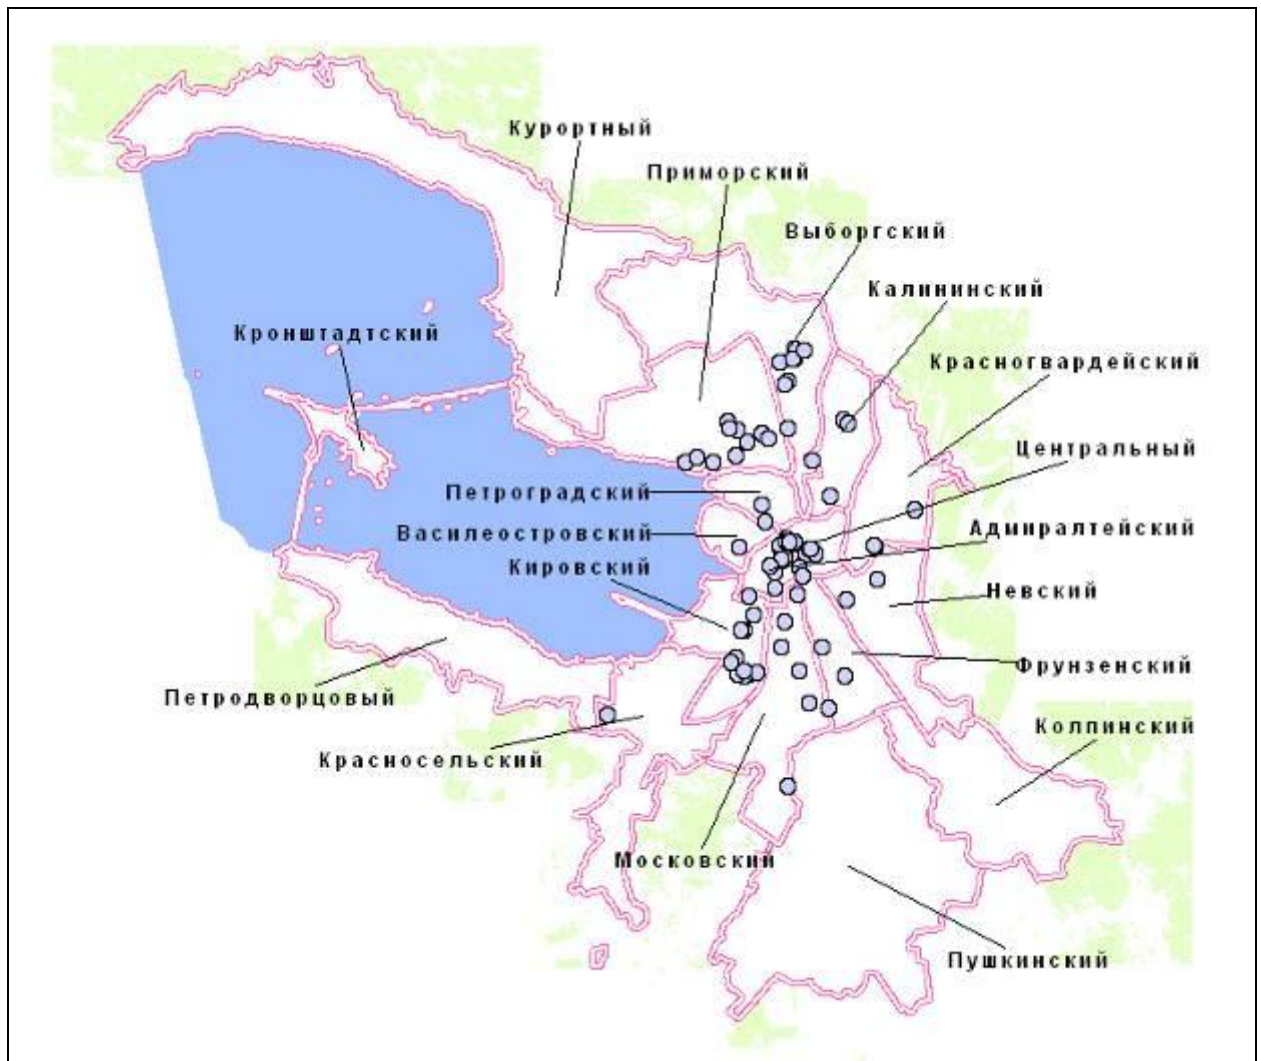 Курортный
Приморский
Выборгский
Калининский
Кронштадтский
Красногвардейский
Центральный
Петроградский
Василеостровский
Адмиралтейский
Кировский
Невский
Фрунзенский
Петродворцовый
Колпинский
Красносельский
Московский
Пушкинский